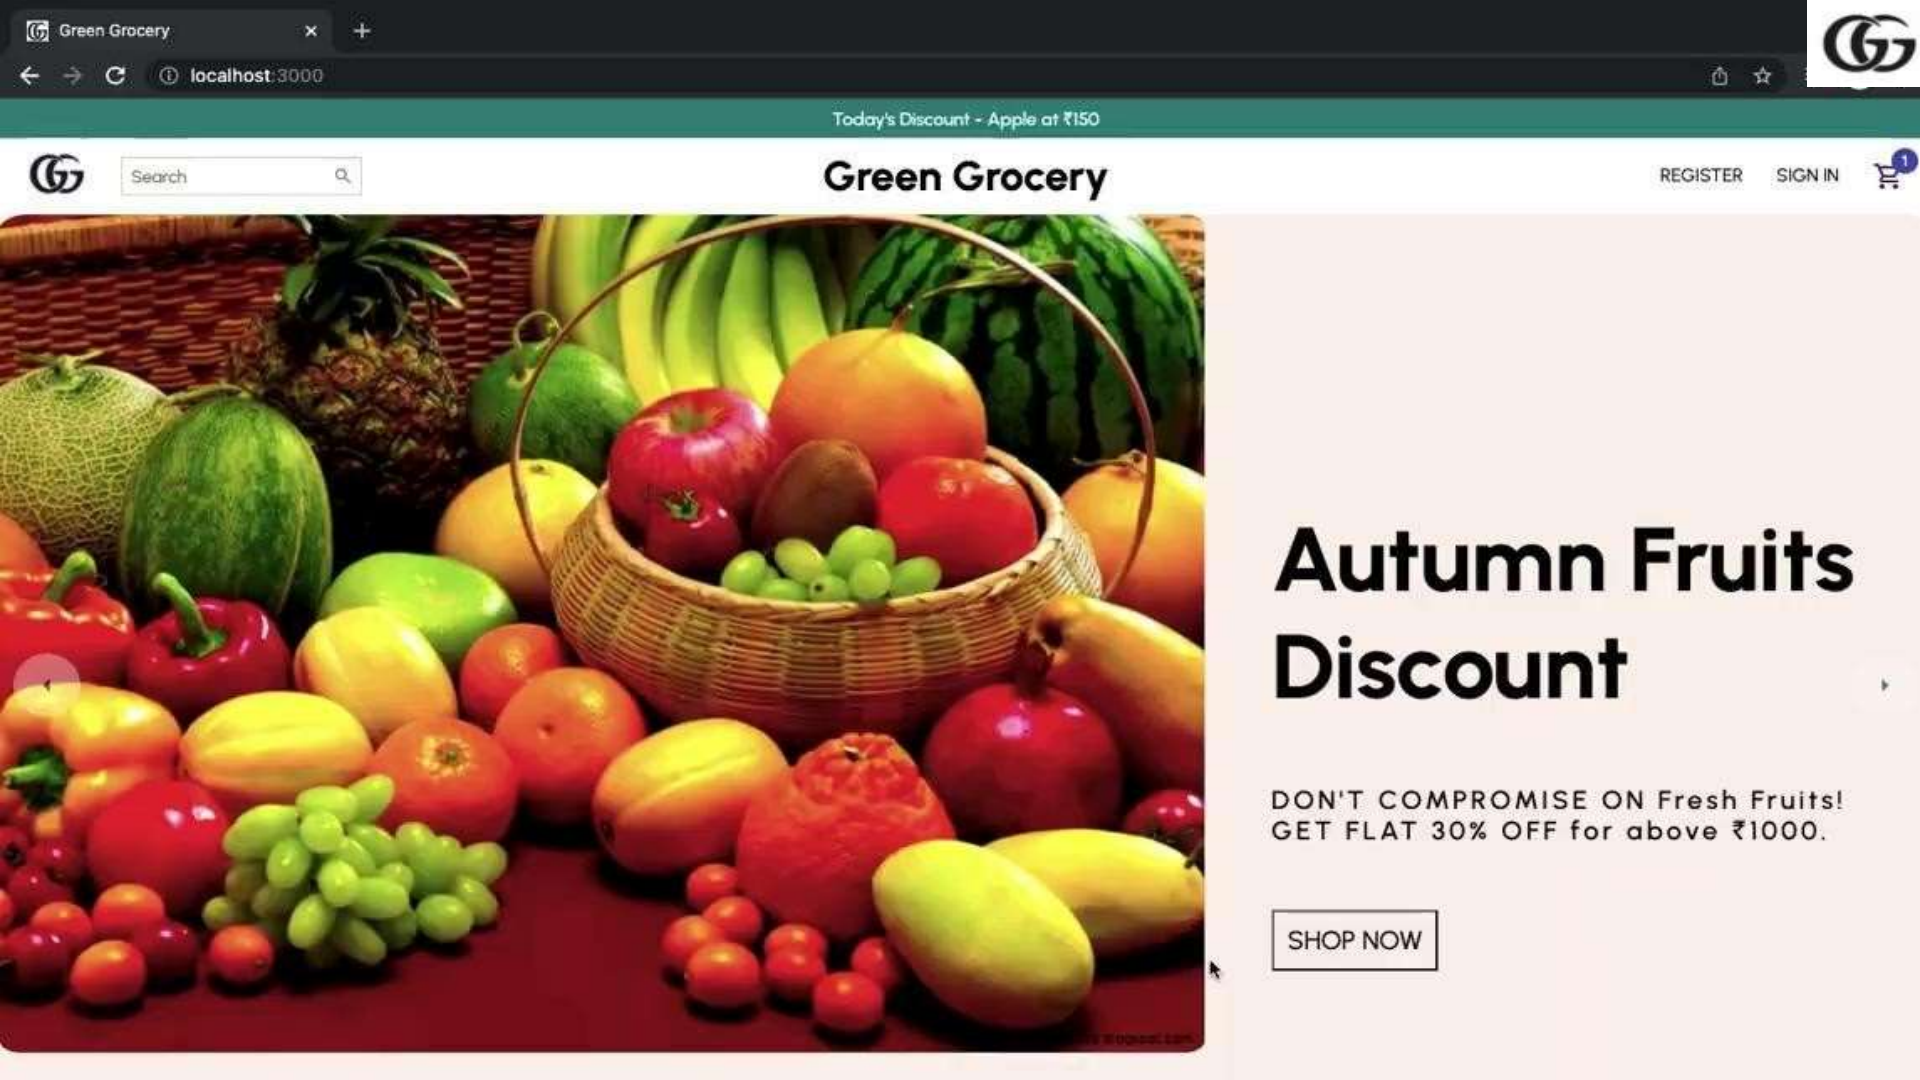 Green Grocery
localhost:3000
Today's Discount - Apple at ₹150
Search
Green Grocery
REGISTER
SIGN IN
1
Autumn Fruits
Discount
DON'T COMPROMISE ON Fresh Fruits!
GET FLAT 30% OFF for above ₹1000.
SHOP NOW